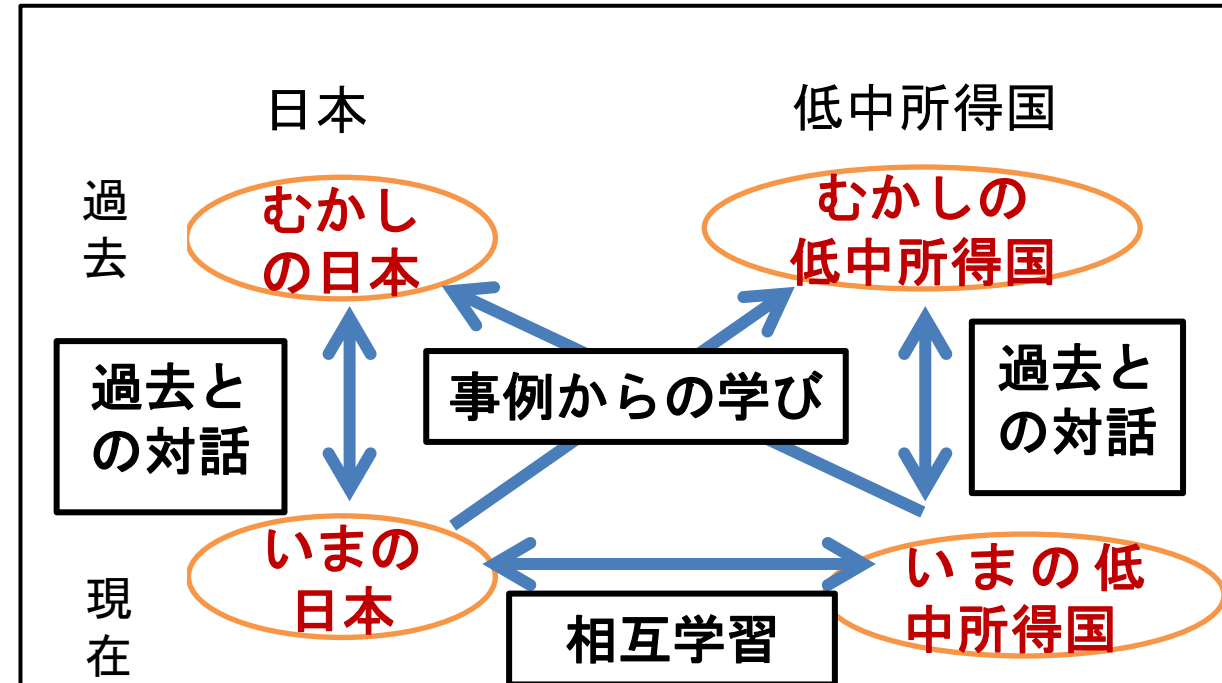 日本
低中所得国
過去
むかし
の日本
むかしの
低中所得国
過去と
の対話
事例からの学び
過去と
の対話
現在
いまの
日本
いまの低
中所得国
相互学習